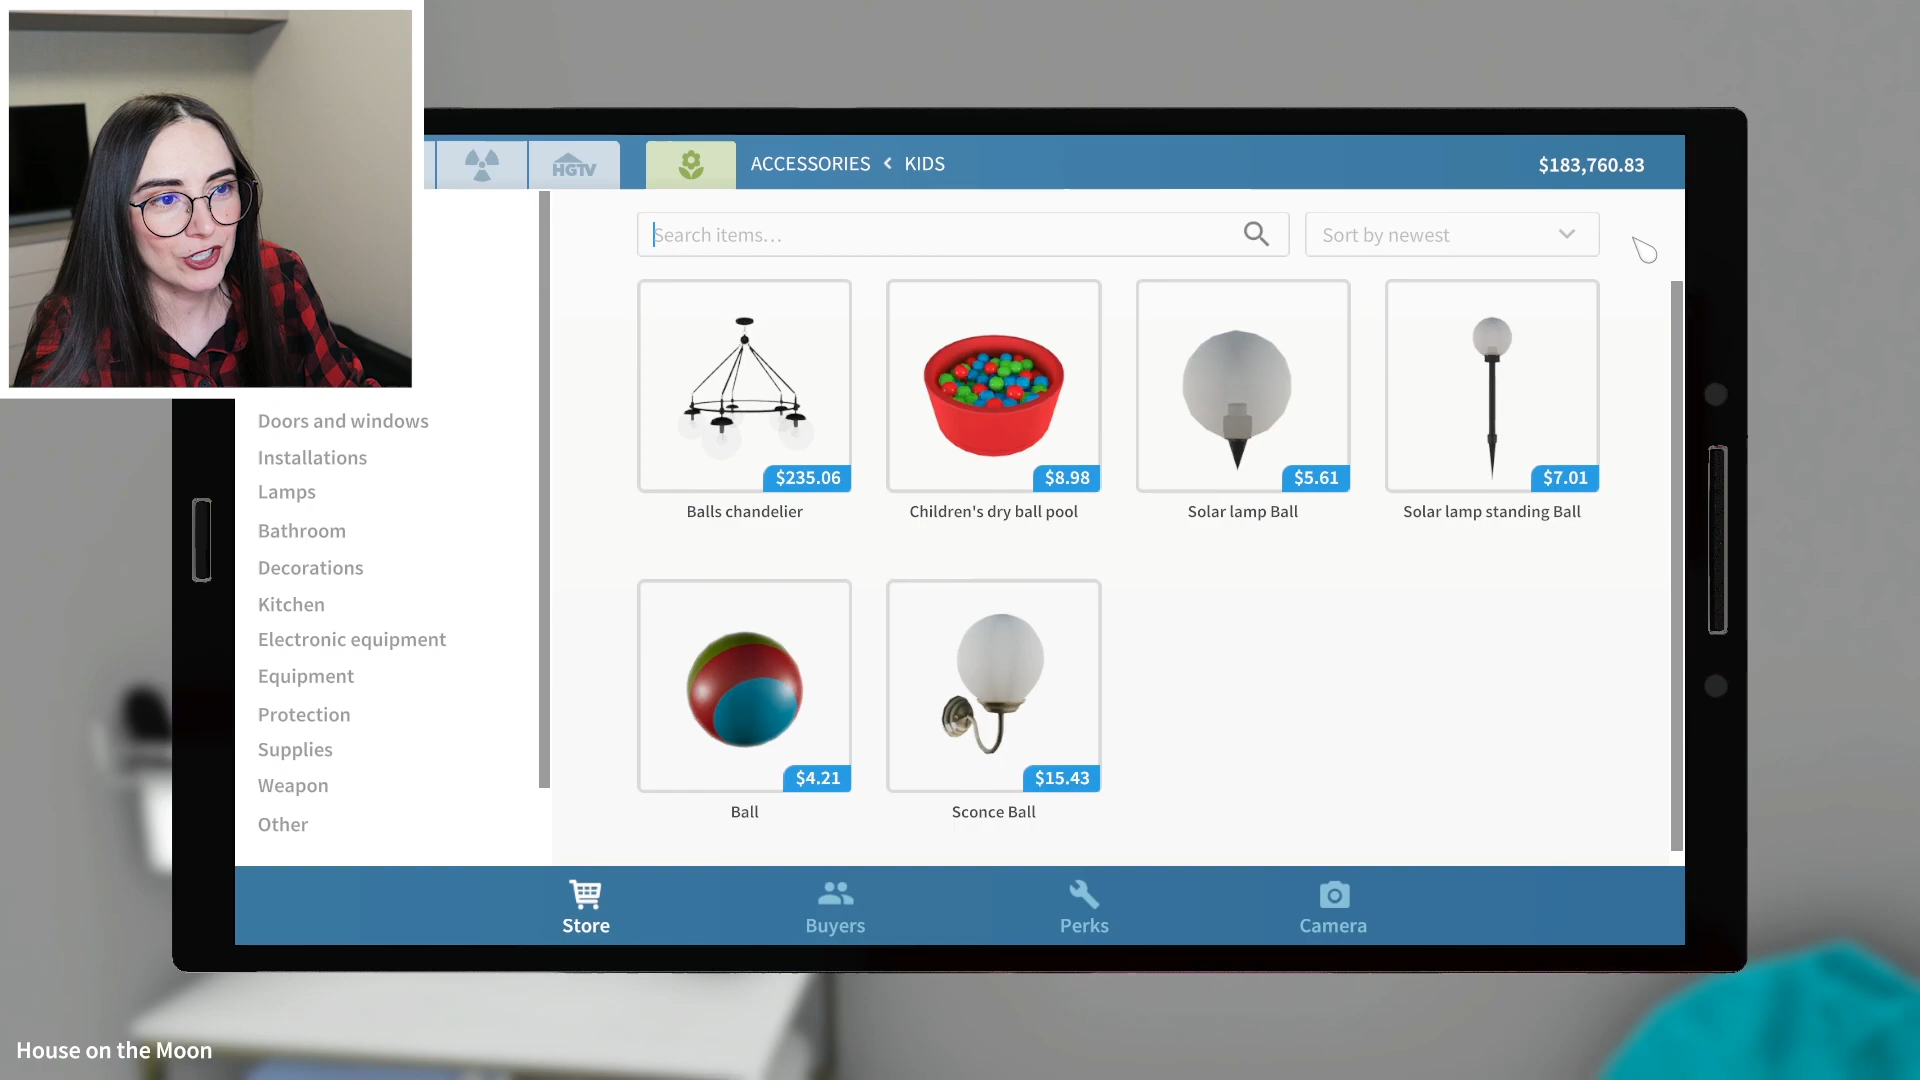 HGTV
ACCESSORIES < KIDS
$183,760.83
Search items...
Sort by newest
$235.06
$8.98
$5.61
$7.01
Balls chandelier
Children's dry ball pool
Solar lamp Ball
Solar lamp standing Ball
$4.21
$15.43
Ball
Sconce Ball
Doors and windows
Installations
Lamps
Bathroom
Decorations
Kitchen
Electronic equipment
Equipment
Protection
Supplies
Weapon
Other
Store
Buyers
Perks
Camera
House on the Moon